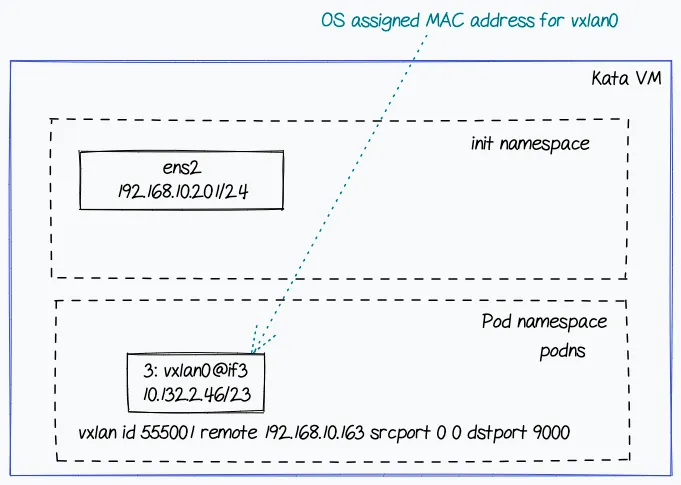 OS assigned MAC address for vxlan0
Kata VM
init namespace
ens2
192.168.10.201/24
Pod namespace
podns
3: vxlan0@if3
10.132.2.46/23
vxlan id 555001 remote 192.168.10.163 srcport 0 0 dstport 9000